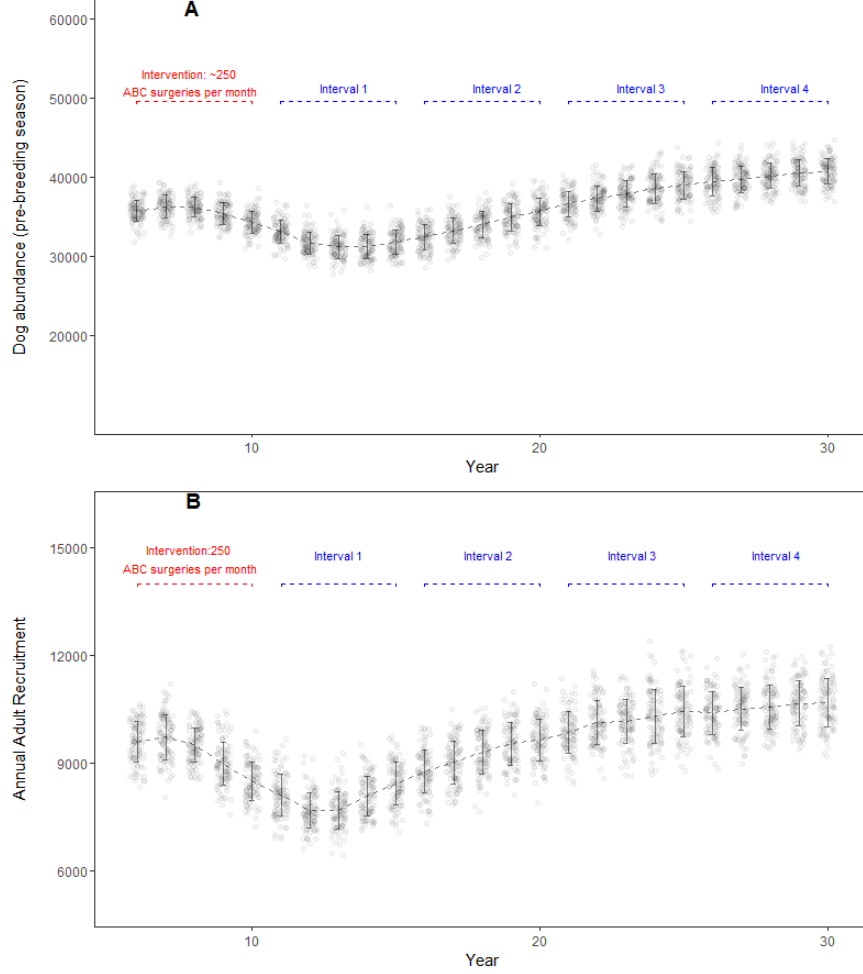 A
60000
Intervention: ~250
ABC surgeries per month
Interval 1
Interval 2
Interval 3
Interval 4
50000
40000
30000
20000
Dog abundance (pre-breeding season)
10
20
30
Year
B
15000
Intervention:250
ABC surgeries per month
Interval 1
Interval 2
Interval 3
Interval 4
12000
9000
6000
Annual Adult Recruitment
10
20
30
Year